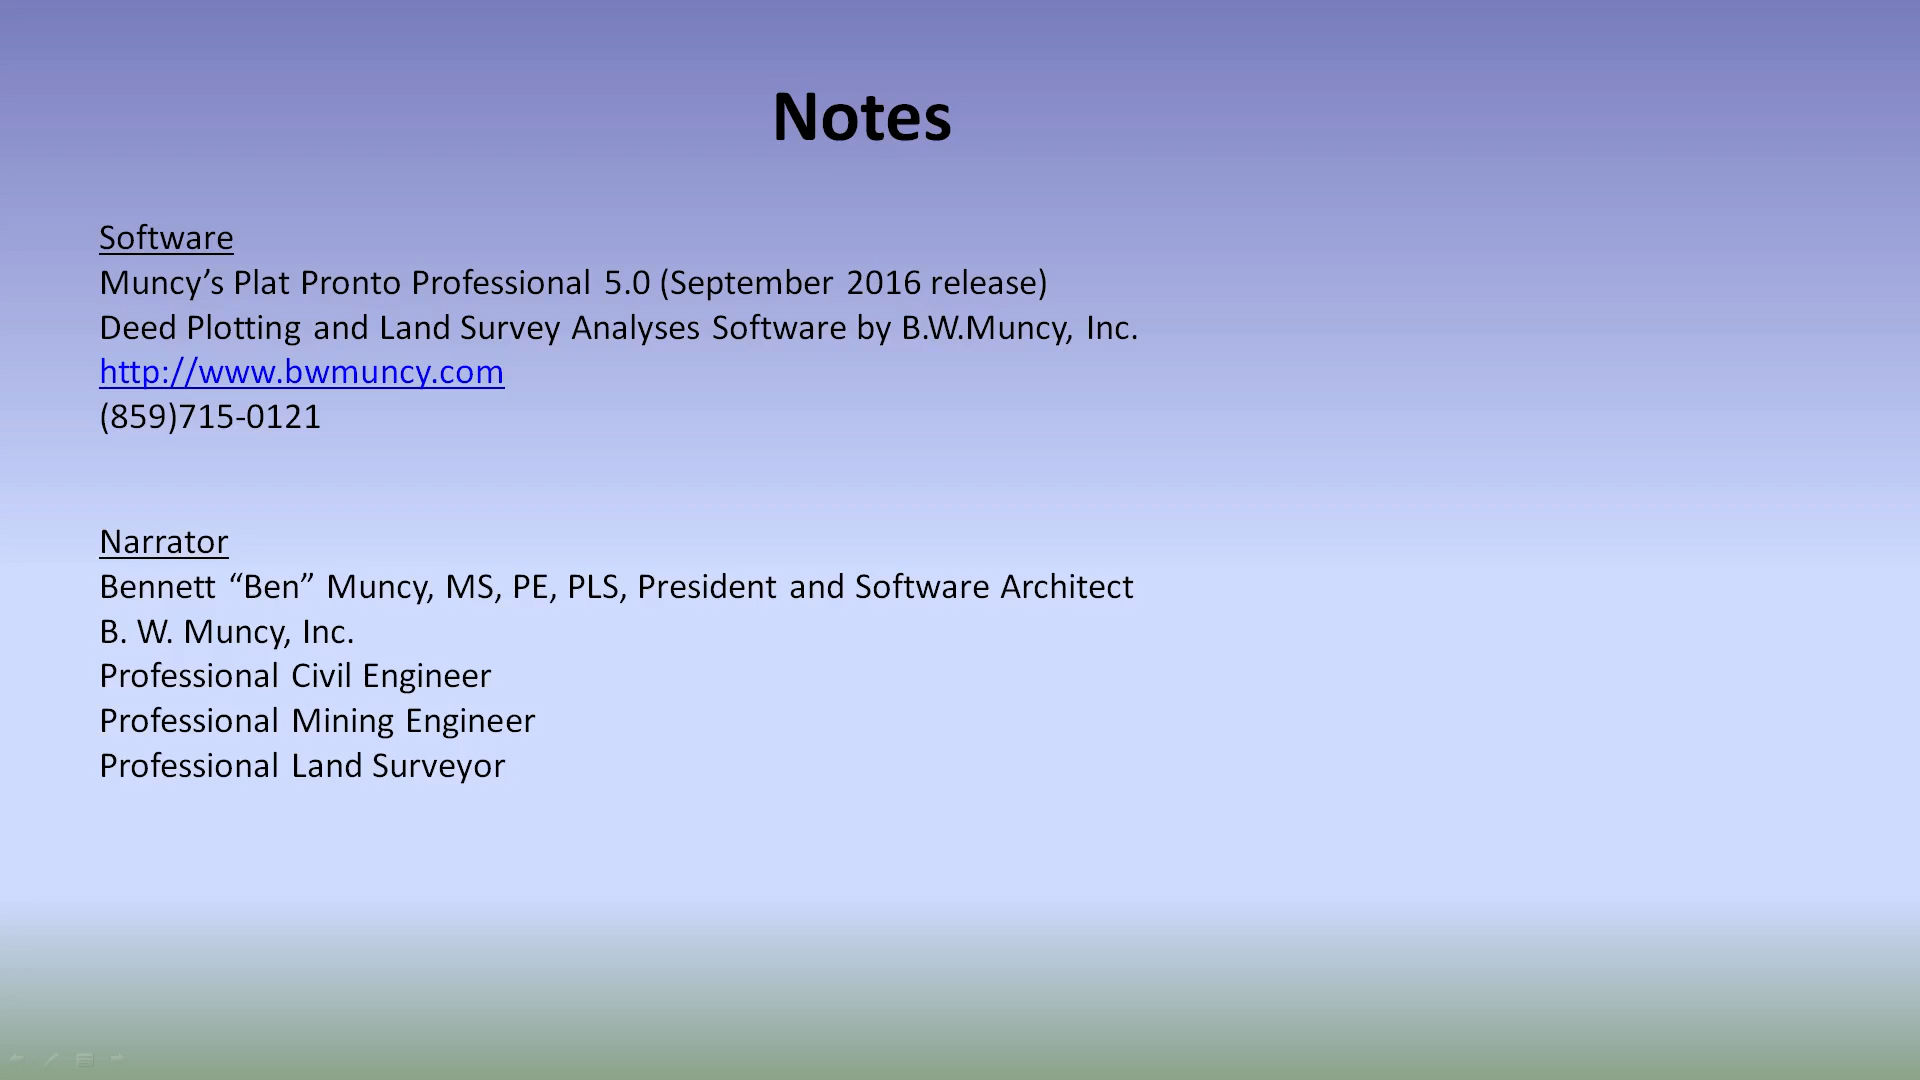 Notes
Software
Muncy’s Plat Pronto Professional 5.0 (September 2016 release)
Deed Plotting and Land Survey Analyses Software by B.W.Muncy, Inc.
http://www.bwmuncy.com
(859)715-0121
Narrator
Bennett “Ben” Muncy, MS, PE, PLS, President and Software Architect
B. W. Muncy, Inc.
Professional Civil Engineer
Professional Mining Engineer
Professional Land Surveyor